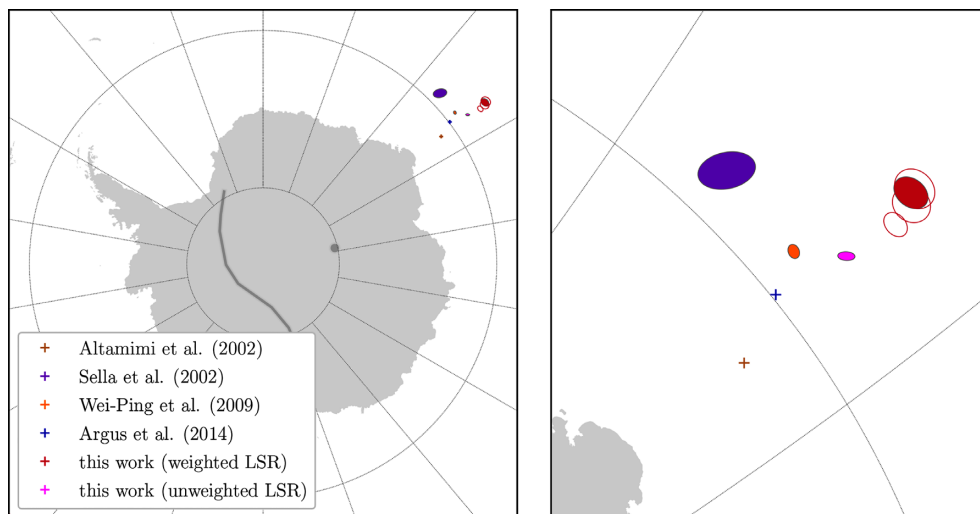 Altamimi et al. (2002)
Sella et al. (2002)
Wei-Ping et al. (2009)
Argus et al. (2014)
this work (weighted LSR)
this work (unweighted LSR)